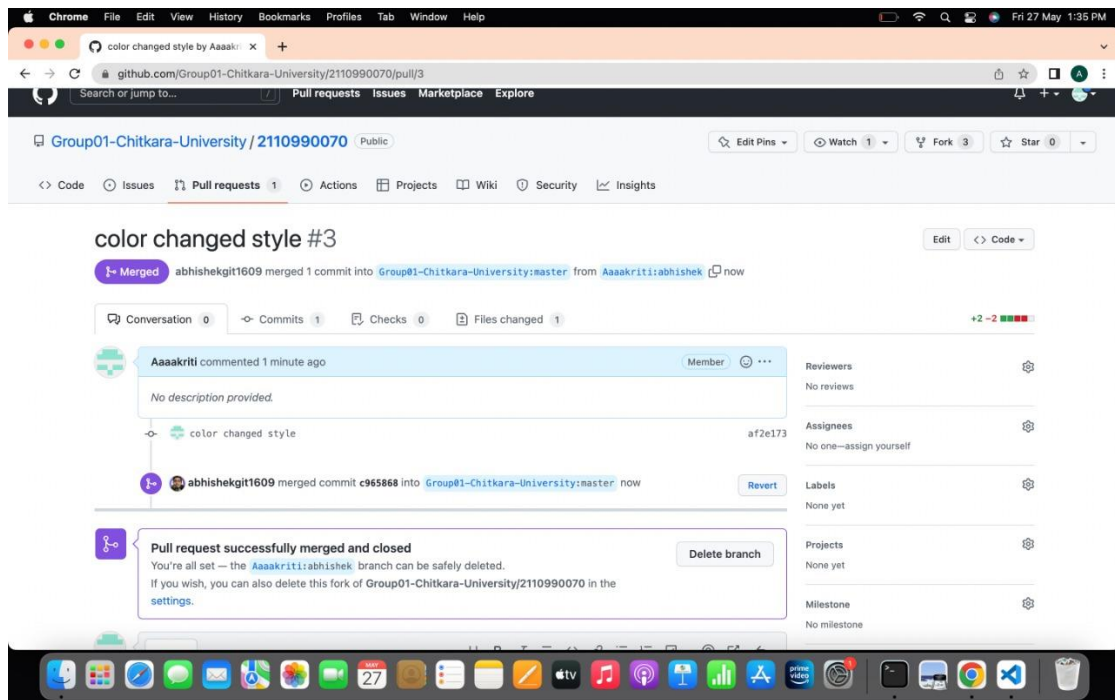 Chrome File Edit View History Bookmarks Profiles Tab Window Help Fri 27 May 1:35 PM
color changed style by Aaaakri
github.com/Group01-Chitkara-University/2110990070/pull/3 A
Search or jump to... / Pull requests Issues Marketplace Explore
Group01-Chitkara-University / 2110990070 Public Edit Pins Watch 1 Fork 3 Star 0
Code Issues Pull requests 1 Actions Projects Wiki Security Insights
color changed style #3 Edit Code
Merged abhishekgit1609 merged 1 commit into Group01-Chitkara-University:master from Aaaakriti:abhishek now
Conversation 0 Commits 1 Checks 0 Files changed 1 +2 −2
Aaaakriti commented 1 minute ago Member
No description provided.
color changed style af2e173
abhishekgit1609 merged commit c965868 into Group01-Chitkara-University:master now Revert
Pull request successfully merged and closed
You're all set — the Aaaakriti:abhishek branch can be safely deleted.
If you wish, you can also delete this fork of Group01-Chitkara-University/2110990070 in the
settings.
Delete branch
Reviewers
No reviews
Assignees
No one—assign yourself
Labels
None yet
Projects
None yet
Milestone
No milestone
MAY
27
tv
prime
video